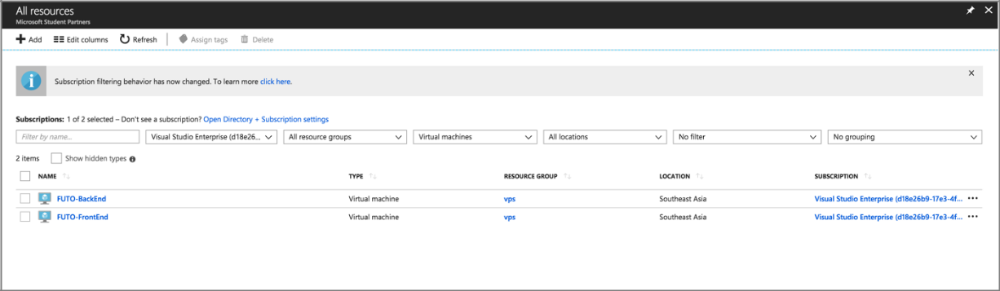 All resources
Microsoft Student Partners
Add Edit columns Refresh Assign tags Delete
Subscription filtering behavior has now changed. To learn more click here.
Subscriptions: 1 of 2 selected – Don't see a subscription? Open Directory + Subscription settings
Filter by name... Visual Studio Enterprise (d18e26... All resource groups Virtual machines All locations No filter No grouping
2 items Show hidden types
NAME TYPE RESOURCE GROUP LOCATION SUBSCRIPTION
FUTO-BackEnd Virtual machine vps Southeast Asia Visual Studio Enterprise (d18e26b9-17e3-4f...
FUTO-FrontEnd Virtual machine vps Southeast Asia Visual Studio Enterprise (d18e26b9-17e3-4f...